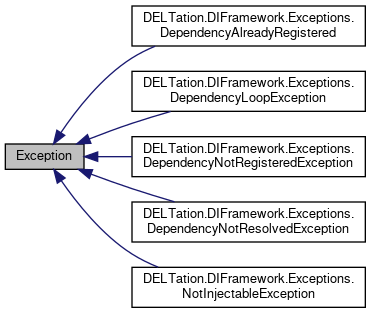 DELTation.DIFramework.Exceptions.
DependencyAlreadyRegistered
DELTation.DIFramework.Exceptions.
DependencyLoopException
Exception
DELTation.DIFramework.Exceptions.
DependencyNotRegisteredException
DELTation.DIFramework.Exceptions.
DependencyNotResolvedException
DELTation.DIFramework.Exceptions.
NotInjectableException